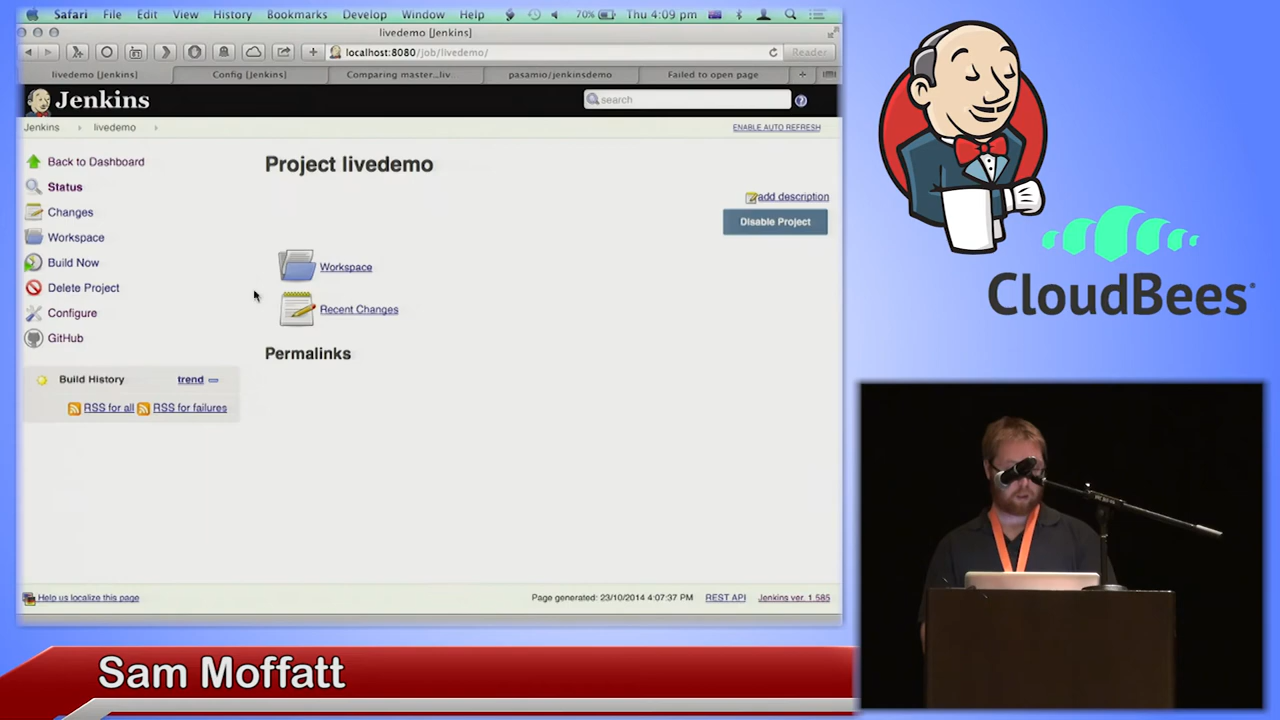 Safari File Edit View History Bookmarks Develop Window Help 70% Thu 4:09 pm
livedemo [Jenkins]
localhost:8080/job/livedemo/ Reader
livedemo [Jenkins] Config [Jenkins] Comparing master...liv... pasamio/jenkinsdemo Failed to open page
Jenkins search
Jenkins livedemo ENABLE AUTO REFRESH
Back to Dashboard
Status
Changes
Workspace
Build Now
Delete Project
Configure
GitHub
Build History trend
RSS for all RSS for failures
Project livedemo
add description
Disable Project
Workspace
Recent Changes
Permalinks
Help us localize this page Page generated: 23/10/2014 4:07:37 PM REST API Jenkins ver. 1.585
CloudBees
Sam Moffatt